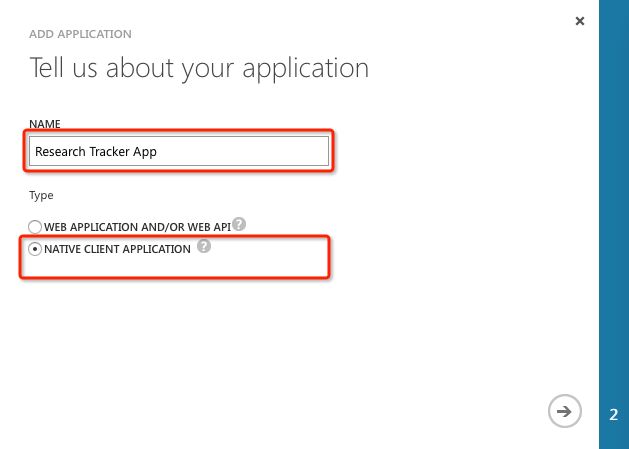 ADD APPLICATION
Tell us about your application
NAME
Research Tracker App
Type
WEB APPLICATION AND/OR WEB API ?
NATIVE CLIENT APPLICATION ?
2